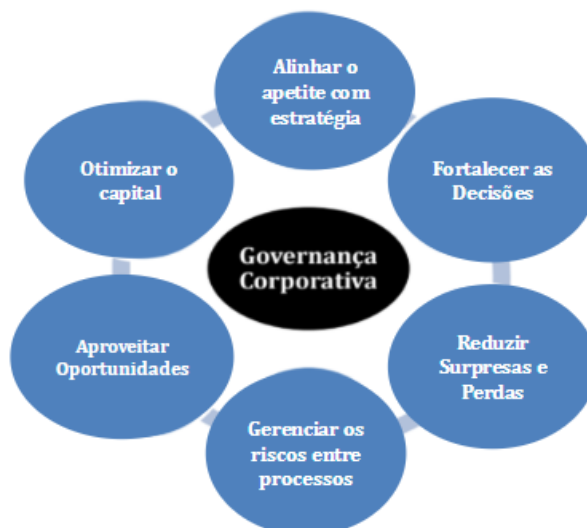 Alinhar o
apetite com
estratégia
Fortalecer as
Decisões
Reduzir
Surpresas e
Perdas
Gerenciar os
riscos entre
processos
Aproveitar
Oportunidades
Otimizar o
capital
Governança
Corporativa